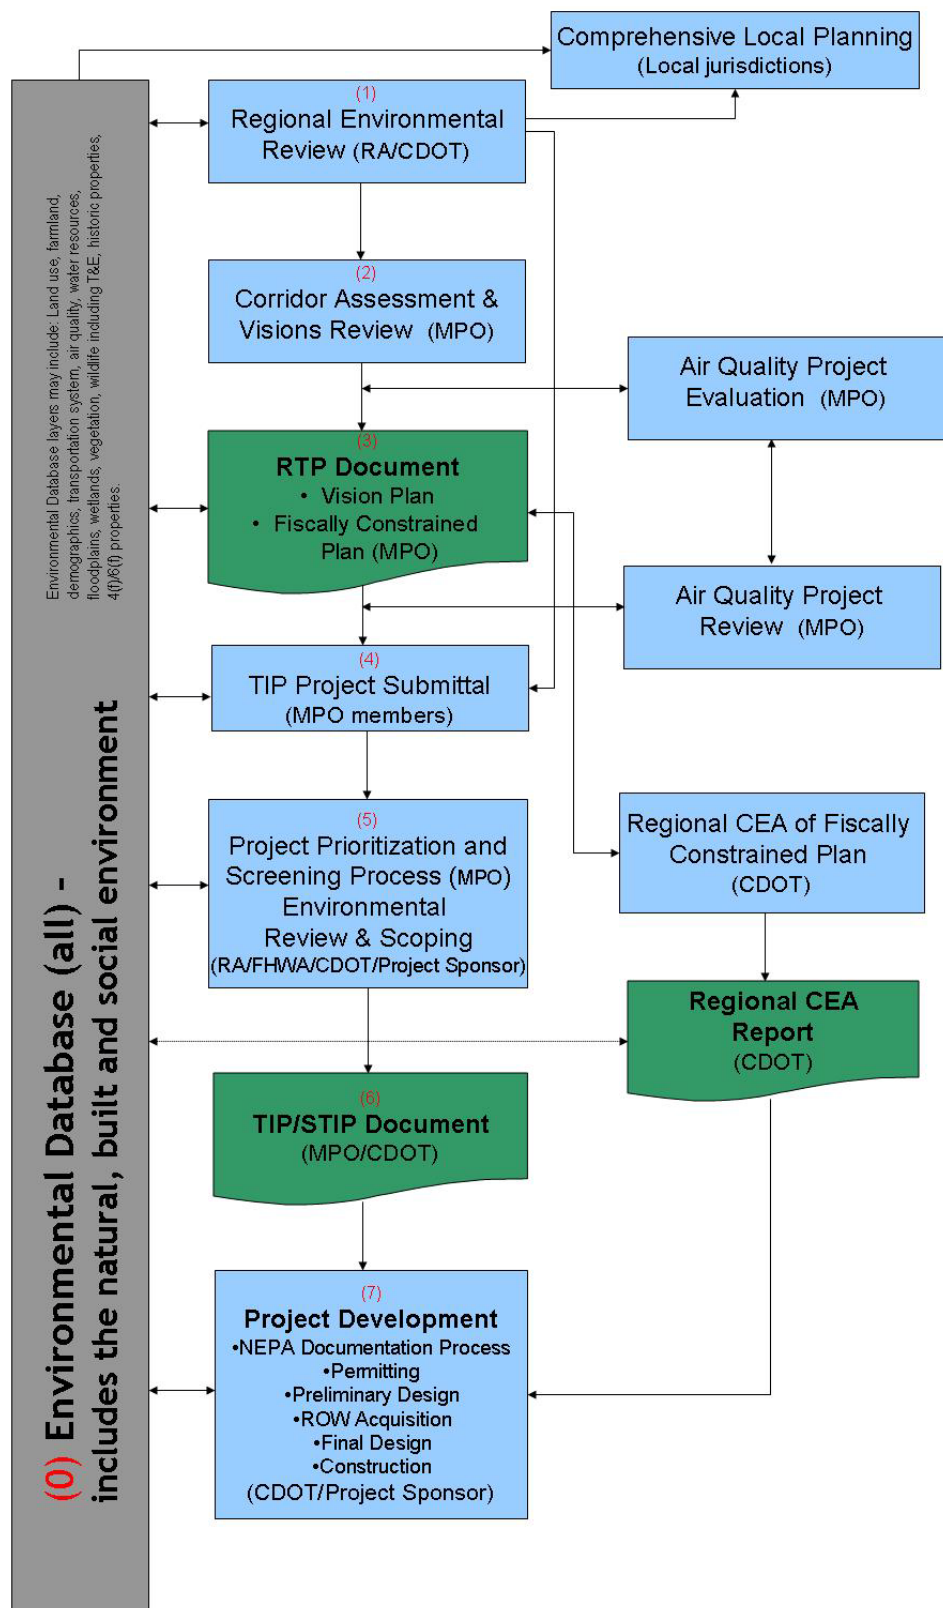 Comprehensive Local Planning
(Local jurisdictions)
(1)
Regional Environmental
Review (RA/CDOT)
(2)
Corridor Assessment &
Visions Review (MPO)
Air Quality Project
Evaluation (MPO)
(3)
RTP Document
• Vision Plan
• Fiscally Constrained
Plan (MPO)
Air Quality Project
Review (MPO)
(4)
TIP Project Submittal
(MPO members)
(5)
Project Prioritization and
Screening Process (MPO)
Environmental
Review & Scoping
(RA/FHWA/CDOT/Project Sponsor)
Regional CEA of Fiscally
Constrained Plan
(CDOT)
Regional CEA
Report
(CDOT)
(6)
TIP/STIP Document
(MPO/CDOT)
(7)
Project Development
•NEPA Documentation Process
•Permitting
•Preliminary Design
•ROW Acquisition
•Final Design
•Construction
(CDOT/Project Sponsor)
(0) Environmental Database (all) -
includes the natural, built and social environment
Environmental Database layers may include: Land use, farmland,
demographics, transportation system, air quality, water resources,
floodplains, wetlands, vegetation, wildlife including T&E, historic properties,
4(f)/6(f) properties.